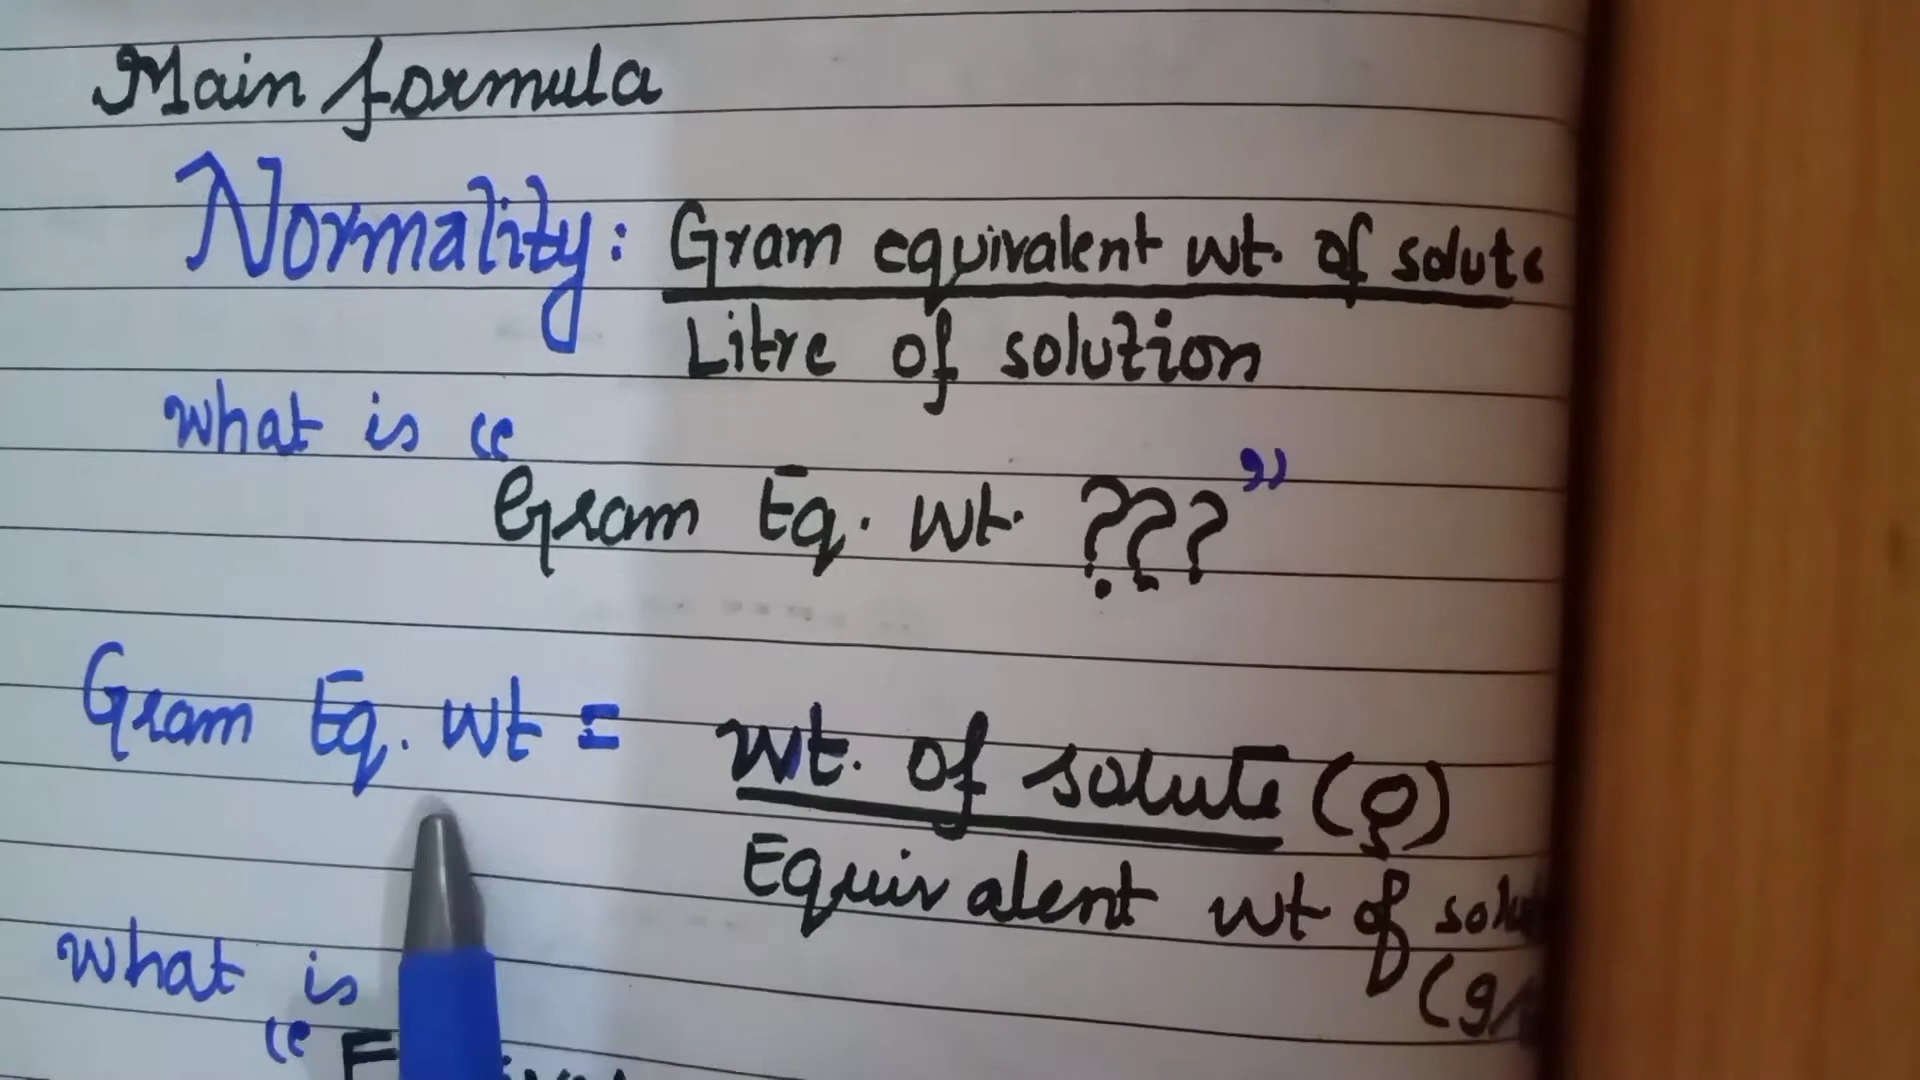 Main formula
Normality: Gram equivalent wt. of solute
Litre of solution
what is "
Gram Eq. wt. ???"
Gram Eq. wt = wt. of solute (g)
Equivalent wt of
(g/
what is
"